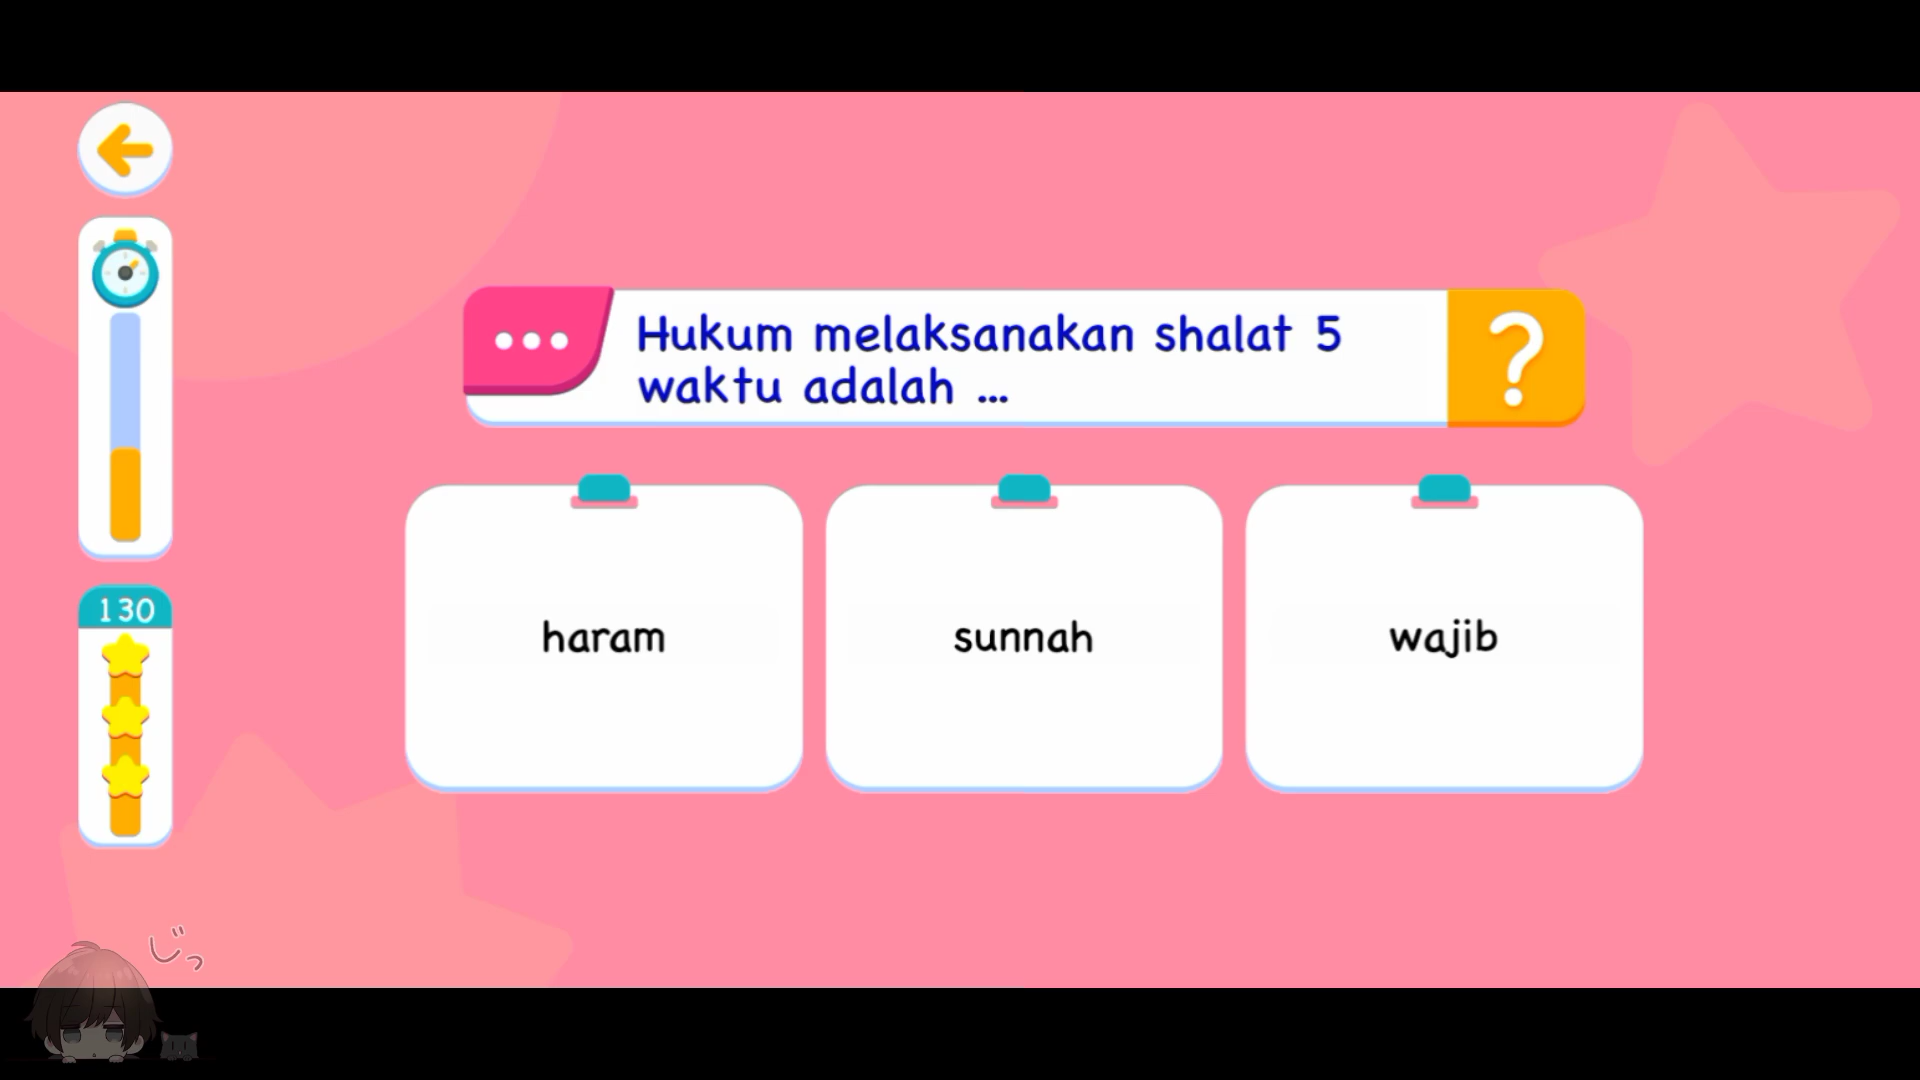 Hukum melaksanakan shalat 5
waktu adalah ...
haram
sunnah
wajib
130
じっ